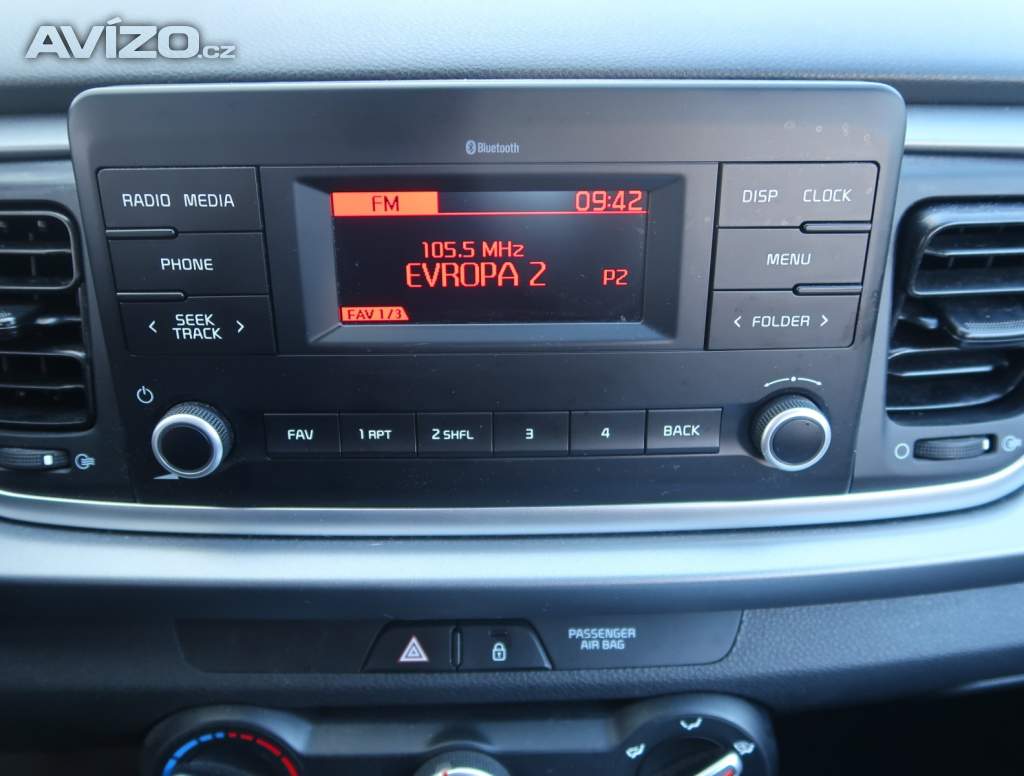 AVÍZO.cz
Bluetooth
RADIO MEDIA
PHONE
SEEK
TRACK
FM 09:42
105.5 MHz
EVROPA 2 P2
FAV 1/3
DISP CLOCK
MENU
FOLDER
FAV 1 RPT 2 SHFL 3 4 BACK
PASSENGER
AIR BAG